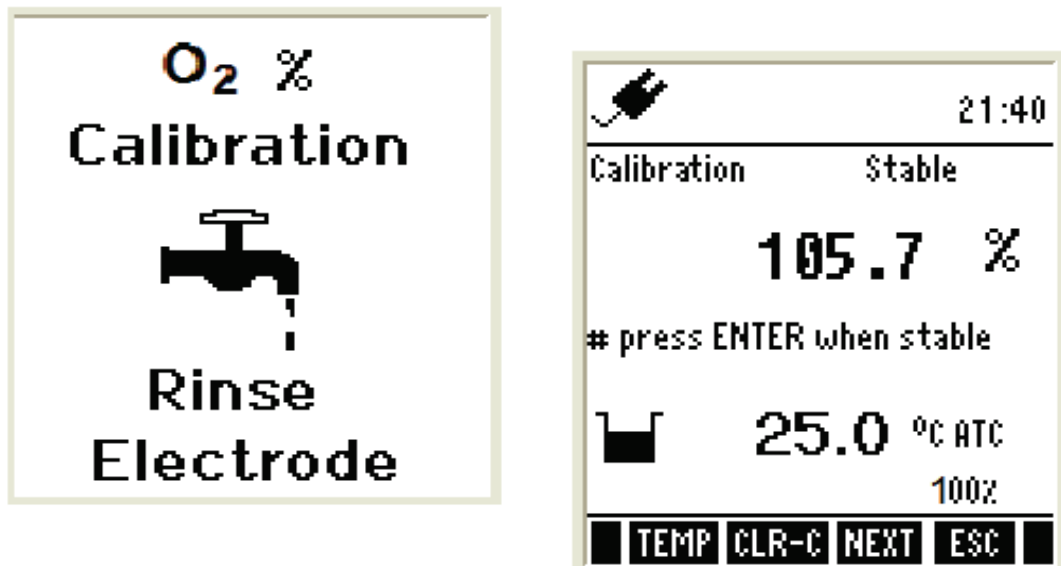 O₂ %
Calibration
Rinse
Electrode
21:40
Calibration Stable
105.7 %
# press ENTER when stable
25.0 °C ATC
100%
TEMP CLR-C NEXT ESC